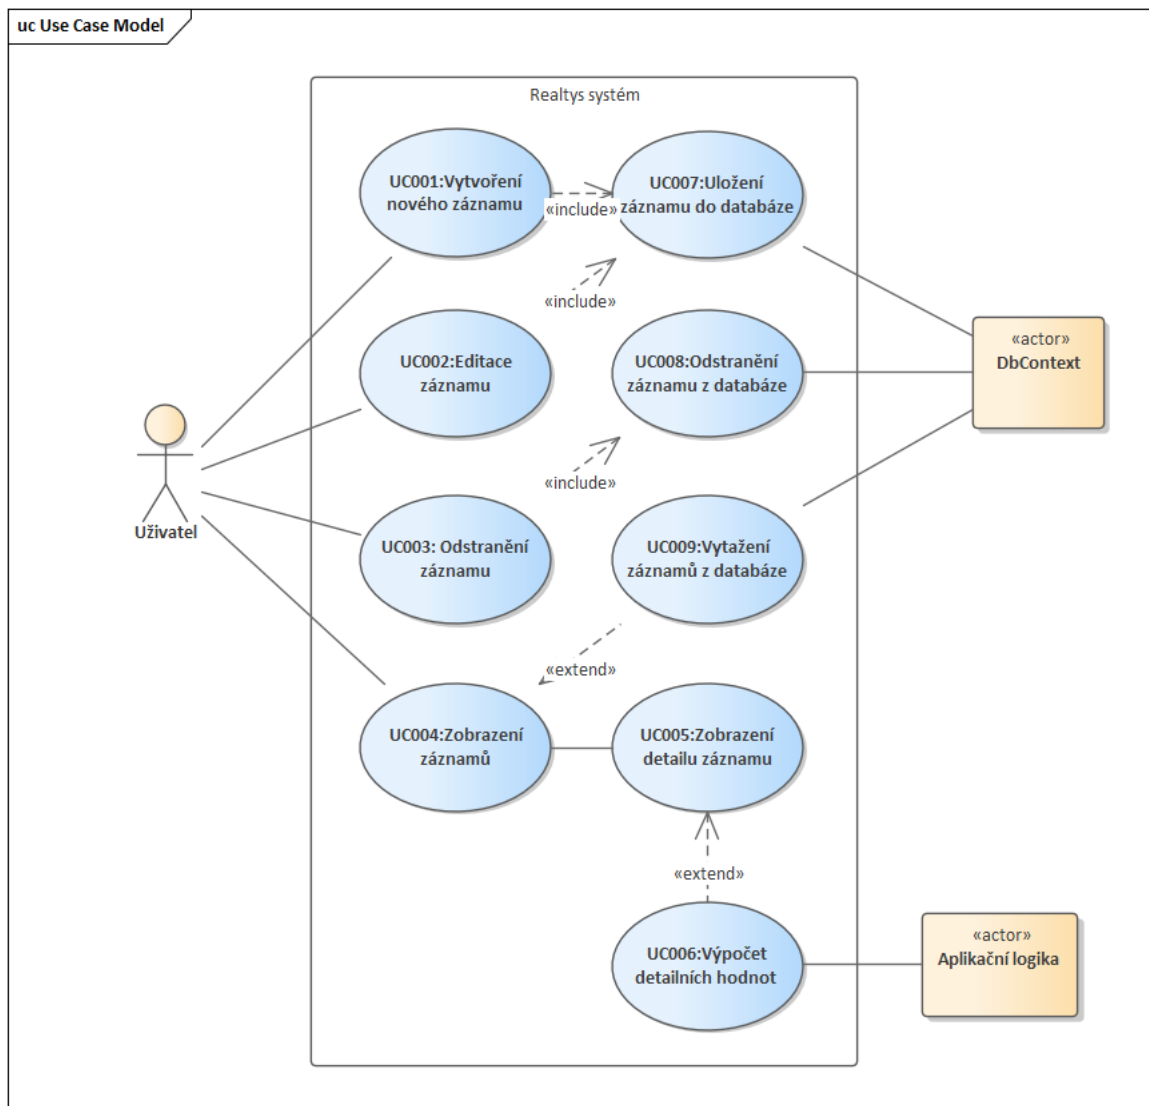 uc Use Case Model
Realtys systém
UC001:Vytvoření
nového záznamu
«include»
UC007:Uložení
záznamu do databáze
«include»
UC002:Editace
záznamu
UC008:Odstranění
záznamu z databáze
«actor»
DbContext
«include»
Uživatel
UC003: Odstranění
záznamu
UC009:Vytažení
záznamů z databáze
«extend»
UC004:Zobrazení
záznamů
UC005:Zobrazení
detailu záznamu
«extend»
UC006:Výpočet
detailních hodnot
«actor»
Aplikační logika